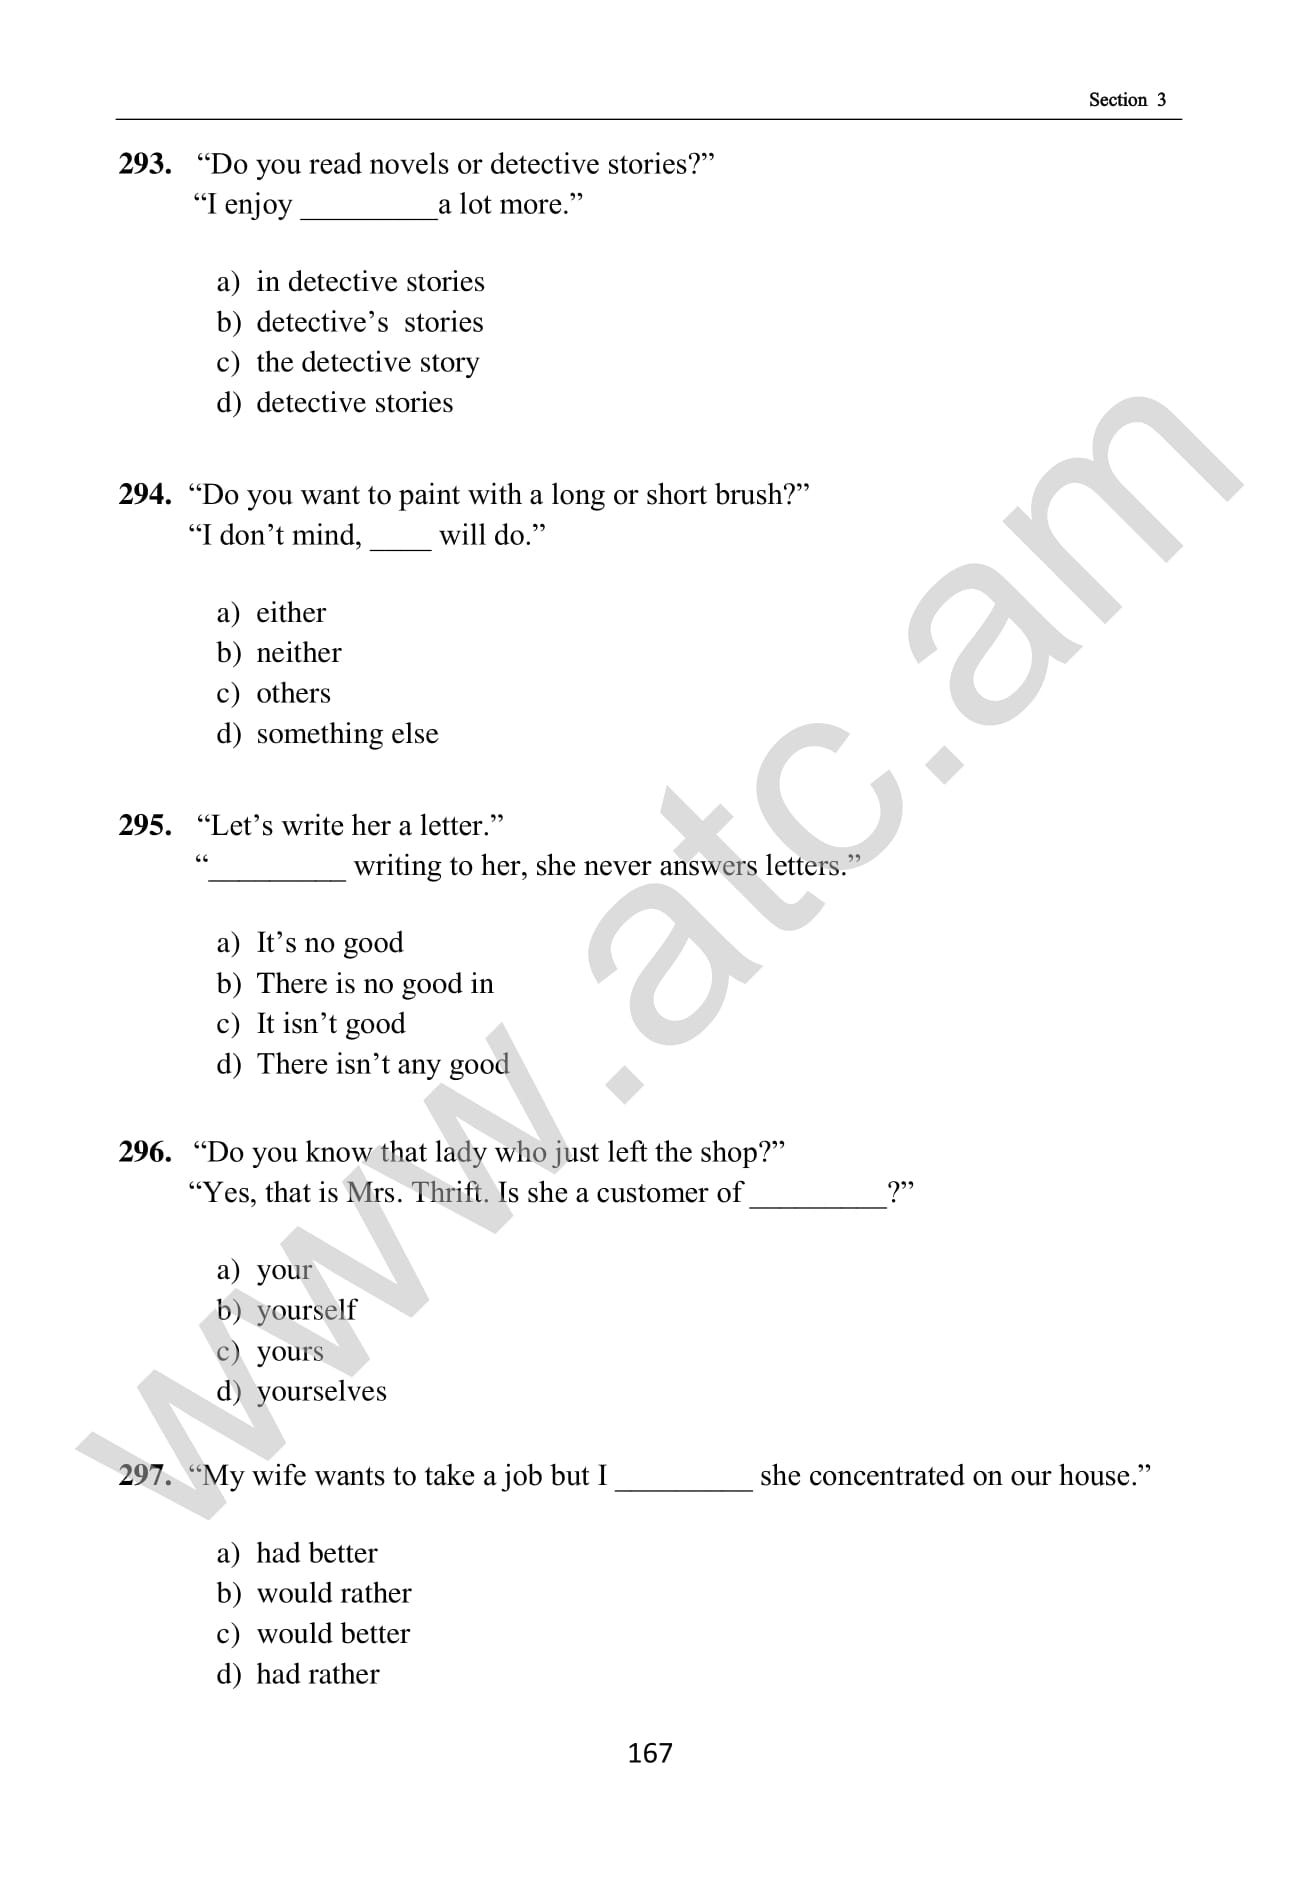 Section 3
293. “Do you read novels or detective stories?”
“I enjoy _________a lot more.”
a) in detective stories
b) detective’s stories
c) the detective story
d) detective stories
294. “Do you want to paint with a long or short brush?”
“I don’t mind, ____ will do.”
a) either
b) neither
c) others
d) something else
295. “Let’s write her a letter.”
“_________ writing to her, she never answers letters.”
a) It’s no good
b) There is no good in
c) It isn’t good
d) There isn’t any good
296. “Do you know that lady who just left the shop?”
“Yes, that is Mrs. Thrift. Is she a customer of _________?”
a) your
b) yourself
c) yours
d) yourselves
297. “My wife wants to take a job but I _________ she concentrated on our house.”
a) had better
b) would rather
c) would better
d) had rather
167
www.atc.am